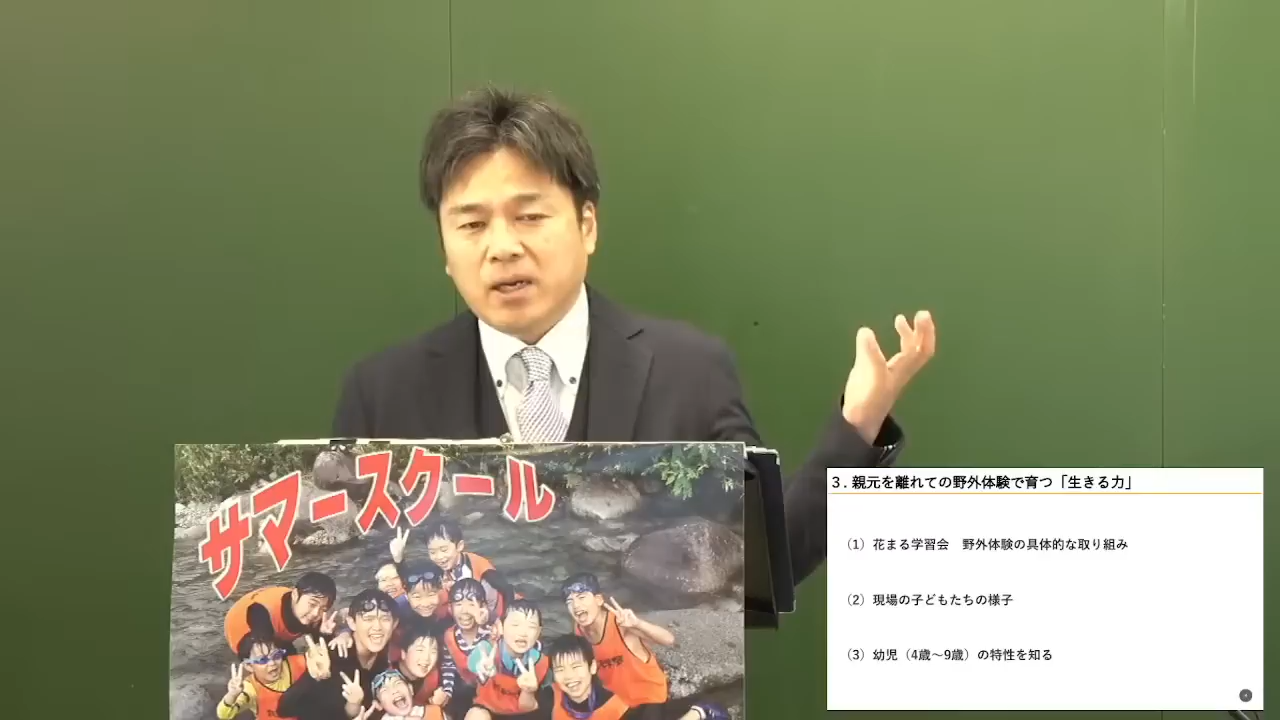 サマースクール
3．親元を離れての野外体験で育つ「生きる力」
（1）花まる学習会　野外体験の具体的な取り組み
（2）現場の子どもたちの様子
（3）幼児（4歳～9歳）の特性を知る